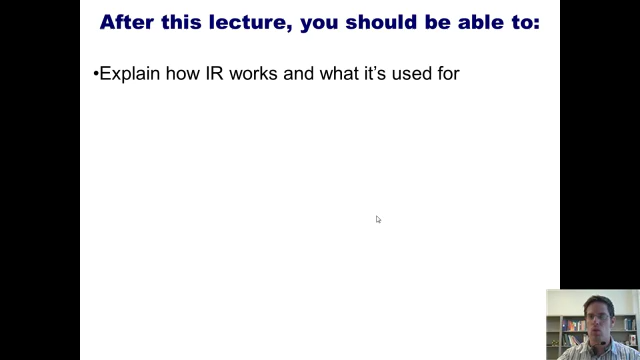 After this lecture, you should be able to:
•Explain how IR works and what it's used for